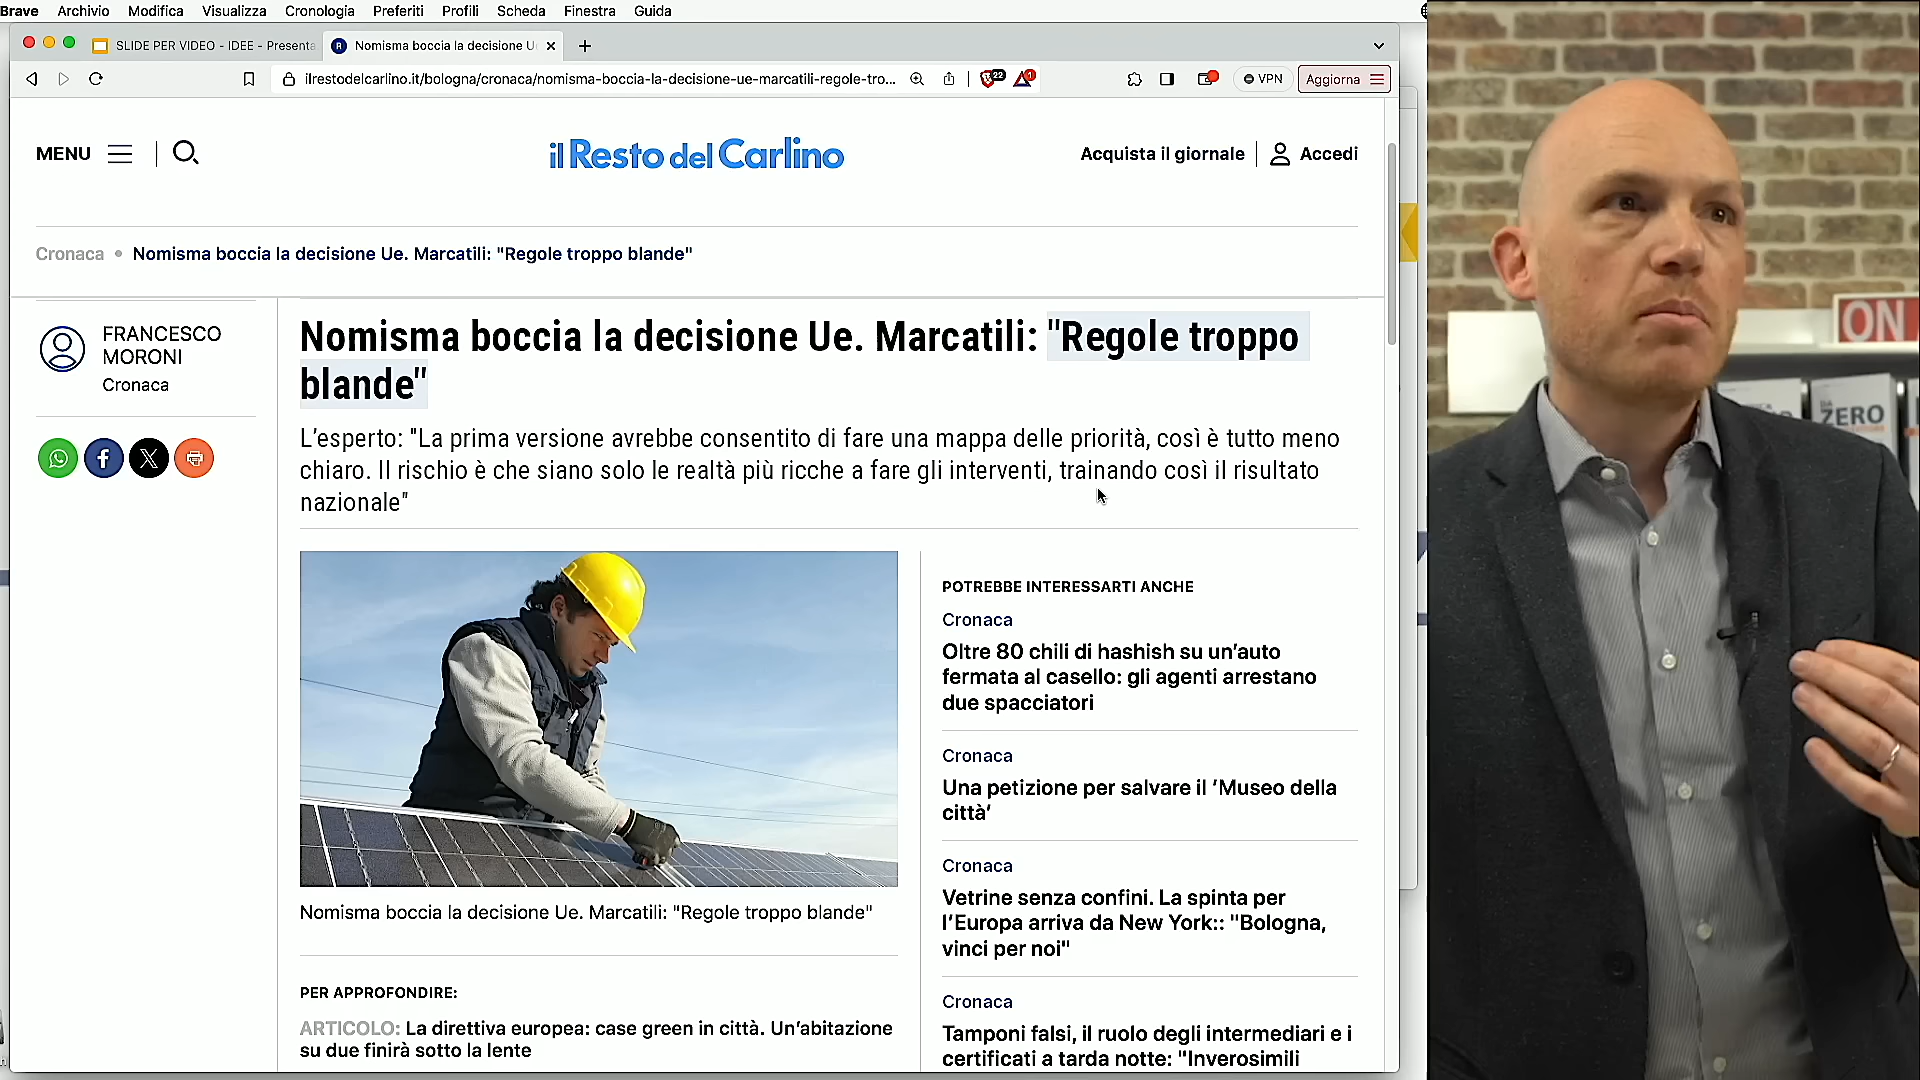 Brave Archivio Modifica Visualizza Cronologia Preferiti Profili Scheda Finestra Guida
SLIDE PER VIDEO - IDEE - Presenta
Nomisma boccia la decisione U
ilrestodelcarlino.it/bologna/cronaca/nomisma-boccia-la-decisione-ue-marcatili-regole-tro...
22
1
VPN
Aggiorna
MENU
il Resto del Carlino
Acquista il giornale
Accedi
Cronaca • Nomisma boccia la decisione Ue. Marcatili: "Regole troppo blande"
FRANCESCO
MORONI
Cronaca
Nomisma boccia la decisione Ue. Marcatili: "Regole troppo
blande"
L'esperto: "La prima versione avrebbe consentito di fare una mappa delle priorità, così è tutto meno
chiaro. Il rischio è che siano solo le realtà più ricche a fare gli interventi, trainando così il risultato
nazionale"
Nomisma boccia la decisione Ue. Marcatili: "Regole troppo blande"
PER APPROFONDIRE:
ARTICOLO: La direttiva europea: case green in città. Un'abitazione
su due finirà sotto la lente
POTREBBE INTERESSARTI ANCHE
Cronaca
Oltre 80 chili di hashish su un'auto
fermata al casello: gli agenti arrestano
due spacciatori
Cronaca
Una petizione per salvare il 'Museo della
città'
Cronaca
Vetrine senza confini. La spinta per
l'Europa arriva da New York:: "Bologna,
vinci per noi"
Cronaca
Tamponi falsi, il ruolo degli intermediari e i
certificati a tarda notte: "Inverosimili
ON
ZERO